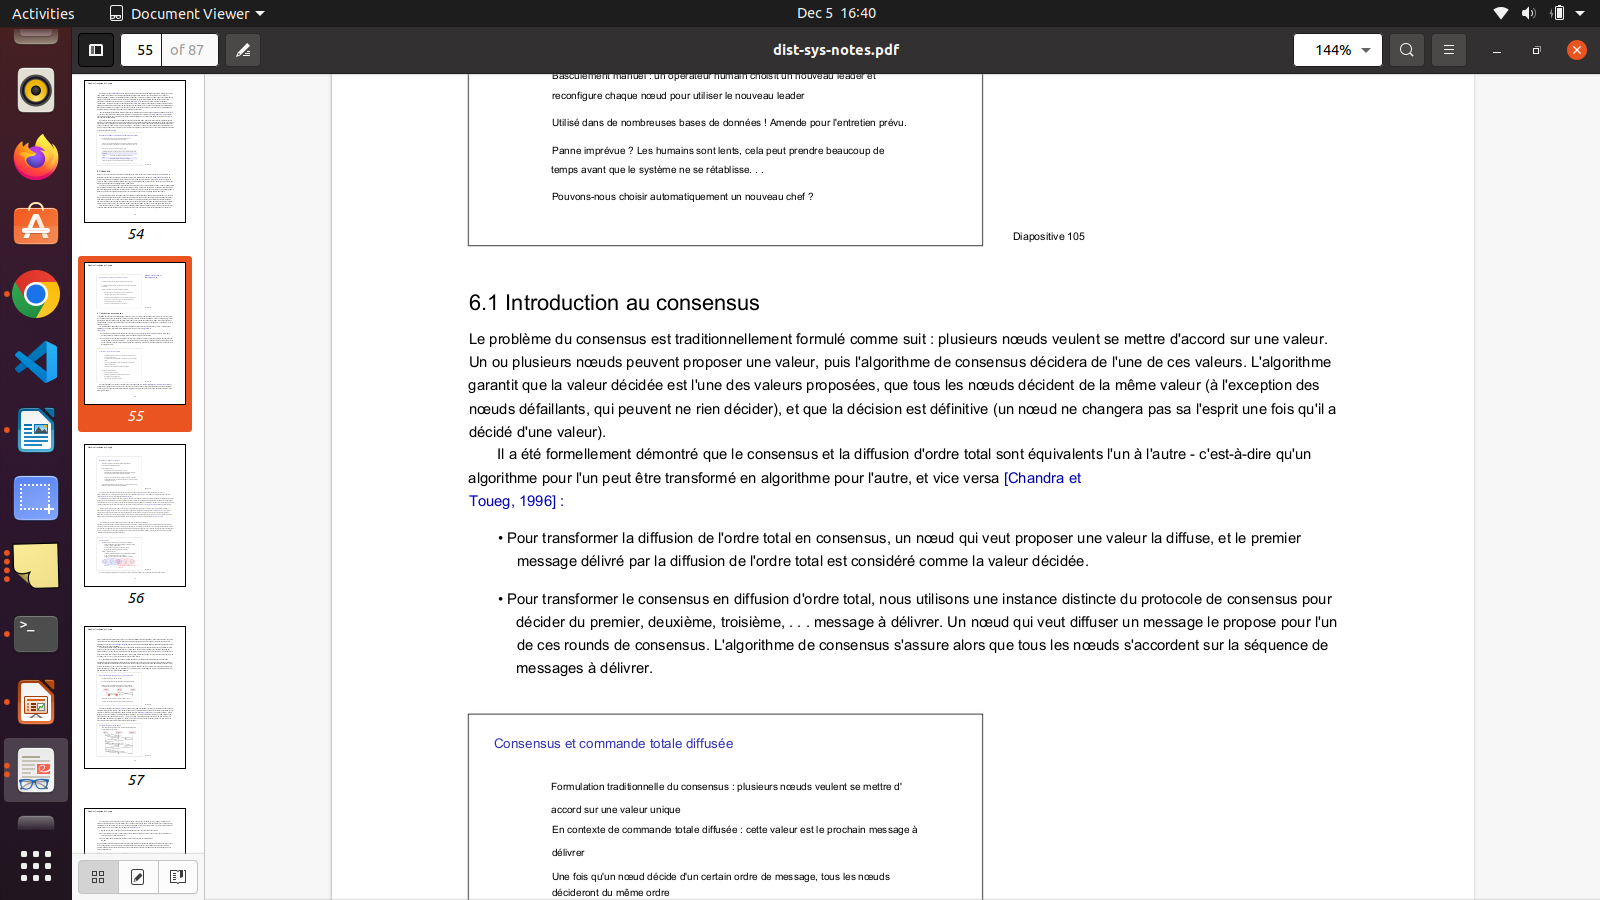 Activities
Document Viewer
Dec 5 16:40
55
of 87
dist-sys-notes.pdf
144%
54
55
56
57
Basculement manuel : un opérateur humain choisit un nouveau leader et
reconfigure chaque nœud pour utiliser le nouveau leader
Utilisé dans de nombreuses bases de données ! Amende pour l'entretien prévu.
Panne imprévue ? Les humains sont lents, cela peut prendre beaucoup de
temps avant que le système ne se rétablisse. . .
Pouvons-nous choisir automatiquement un nouveau chef ?
Diapositive 105
6.1 Introduction au consensus
Le problème du consensus est traditionnellement formulé comme suit : plusieurs nœuds veulent se mettre d'accord sur une valeur.
Un ou plusieurs nœuds peuvent proposer une valeur, puis l'algorithme de consensus décidera de l'une de ces valeurs. L'algorithme
garantit que la valeur décidée est l'une des valeurs proposées, que tous les nœuds décident de la même valeur (à l'exception des
nœuds défaillants, qui peuvent ne rien décider), et que la décision est définitive (un nœud ne changera pas sa l'esprit une fois qu'il a
décidé d'une valeur).
Il a été formellement démontré que le consensus et la diffusion d'ordre total sont équivalents l'un à l'autre - c'est-à-dire qu'un
algorithme pour l'un peut être transformé en algorithme pour l'autre, et vice versa [Chandra et
Toueg, 1996] :
• Pour transformer la diffusion de l'ordre total en consensus, un nœud qui veut proposer une valeur la diffuse, et le premier
message délivré par la diffusion de l'ordre total est considéré comme la valeur décidée.
• Pour transformer le consensus en diffusion d'ordre total, nous utilisons une instance distincte du protocole de consensus pour
décider du premier, deuxième, troisième, . . . message à délivrer. Un nœud qui veut diffuser un message le propose pour l'un
de ces rounds de consensus. L'algorithme de consensus s'assure alors que tous les nœuds s'accordent sur la séquence de
messages à délivrer.
Consensus et commande totale diffusée
Formulation traditionnelle du consensus : plusieurs nœuds veulent se mettre d'
accord sur une valeur unique
En contexte de commande totale diffusée : cette valeur est le prochain message à
délivrer
Une fois qu'un nœud décide d'un certain ordre de message, tous les nœuds
décideront du même ordre